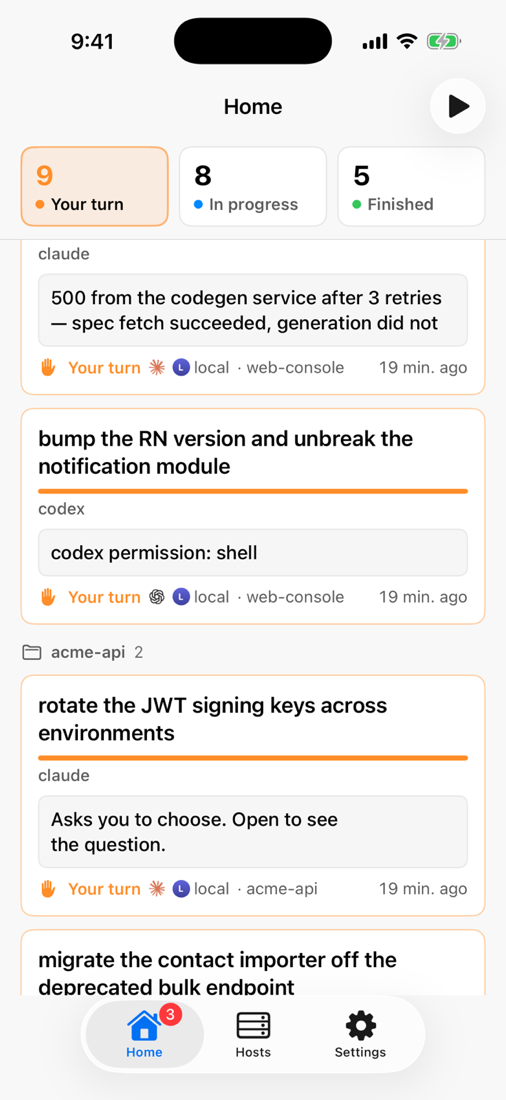 9:41
Home
9
Your turn
8
In progress
5
Finished
claude
500 from the codegen service after 3 retries
— spec fetch succeeded, generation did not
Your turn L local · web-console 19 min. ago
bump the RN version and unbreak the
notification module
codex
codex permission: shell
Your turn L local · web-console 19 min. ago
acme-api 2
rotate the JWT signing keys across
environments
claude
Asks you to choose. Open to see
the question.
Your turn L local · acme-api 19 min. ago
migrate the contact importer off the
deprecated bulk endpoint
3
Home
Hosts
Settings